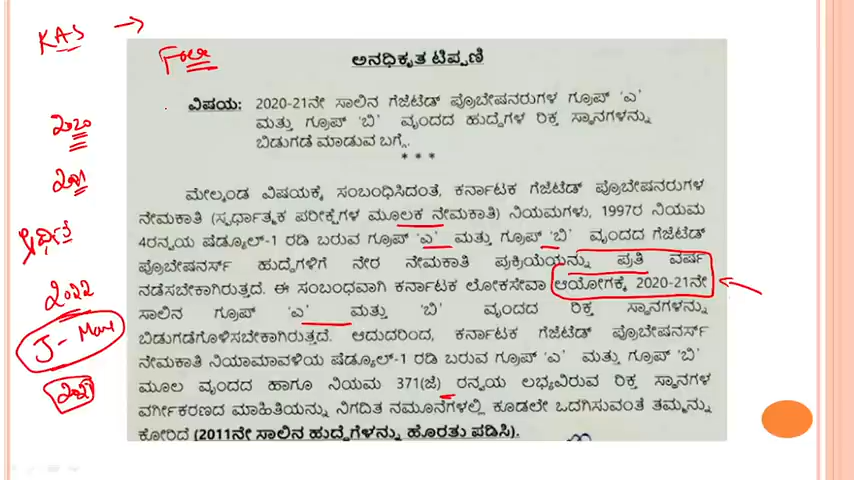 KAS →
ಅನಧಿಕೃತ ಟಿಪ್ಪಣಿ
ವಿಷಯ: 2020-21ನೇ ಸಾಲಿನ ಗೆಜೆಟೆಡ್ ಪ್ರೊಬೇಷನರುಗಳ ಗ್ರೂಪ್ 'ಎ'
ಮತ್ತು ಗ್ರೂಪ್ 'ಬಿ' ವೃಂದದ ಹುದ್ದೆಗಳ ರಿಕ್ತ ಸ್ಥಾನಗಳನ್ನು
ಬಿಡುಗಡೆ ಮಾಡುವ ಬಗ್ಗೆ.
***
ಮೇಲ್ಕಂಡ ವಿಷಯಕ್ಕೆ ಸಂಬಂಧಿಸಿದಂತೆ, ಕರ್ನಾಟಕ ಗೆಜೆಟೆಡ್ ಪ್ರೊಬೇಷನರುಗಳ
ನೇಮಕಾತಿ (ಸ್ಪರ್ಧಾತ್ಮಕ ಪರೀಕ್ಷೆಗಳ ಮೂಲಕ ನೇಮಕಾತಿ) ನಿಯಮಗಳು, 1997ರ ನಿಯಮ
4ರನ್ವಯ ಷೆಡ್ಯೂಲ್-1 ರಡಿ ಬರುವ ಗ್ರೂಪ್ 'ಎ' ಮತ್ತು ಗ್ರೂಪ್ 'ಬಿ' ವೃಂದದ ಗೆಜೆಟೆಡ್
ಪ್ರೊಬೇಷನರ್ಸ್ ಹುದ್ದೆಗಳಿಗೆ ನೇರ ನೇಮಕಾತಿ ಪ್ರಕ್ರಿಯೆಯನ್ನು ಪ್ರತಿ ವರ್ಷ
ನಡೆಸಬೇಕಾಗಿರುತ್ತದೆ. ಈ ಸಂಬಂಧವಾಗಿ ಕರ್ನಾಟಕ ಲೋಕಸೇವಾ ಆಯೋಗಕ್ಕೆ 2020-21ನೇ
ಸಾಲಿನ ಗ್ರೂಪ್ 'ಎ' ಮತ್ತು 'ಬಿ' ವೃಂದದ ರಿಕ್ತ ಸ್ಥಾನಗಳನ್ನು
ಬಿಡುಗಡೆಗೊಳಿಸಬೇಕಾಗಿರುತ್ತದೆ. ಆದುದರಿಂದ, ಕರ್ನಾಟಕ ಗೆಜೆಟೆಡ್ ಪ್ರೊಬೇಷನರ್ಸ್
ನೇಮಕಾತಿ ನಿಯಾಮಾವಳಿಯ ಷೆಡ್ಯೂಲ್-1 ರಡಿ ಬರುವ ಗ್ರೂಪ್ 'ಎ' ಮತ್ತು ಗ್ರೂಪ್ 'ಬಿ'
ಮೂಲ ವೃಂದದ ಹಾಗೂ ನಿಯಮ 371(ಜೆ) ರನ್ವಯ ಲಭ್ಯವಿರುವ ರಿಕ್ತ ಸ್ಥಾನಗಳ
ವರ್ಗೀಕರಣದ ಮಾಹಿತಿಯನ್ನು ನಿಗದಿತ ನಮೂನೆಗಳಲ್ಲಿ ಕೂಡಲೇ ಒದಗಿಸುವಂತೆ ತಮ್ಮನ್ನು
ಕೋರಿದೆ (2011ನೇ ಸಾಲಿನ ಹುದ್ದೆಗಳನ್ನು ಹೊರತು ಪಡಿಸಿ).
2020
2021
2022